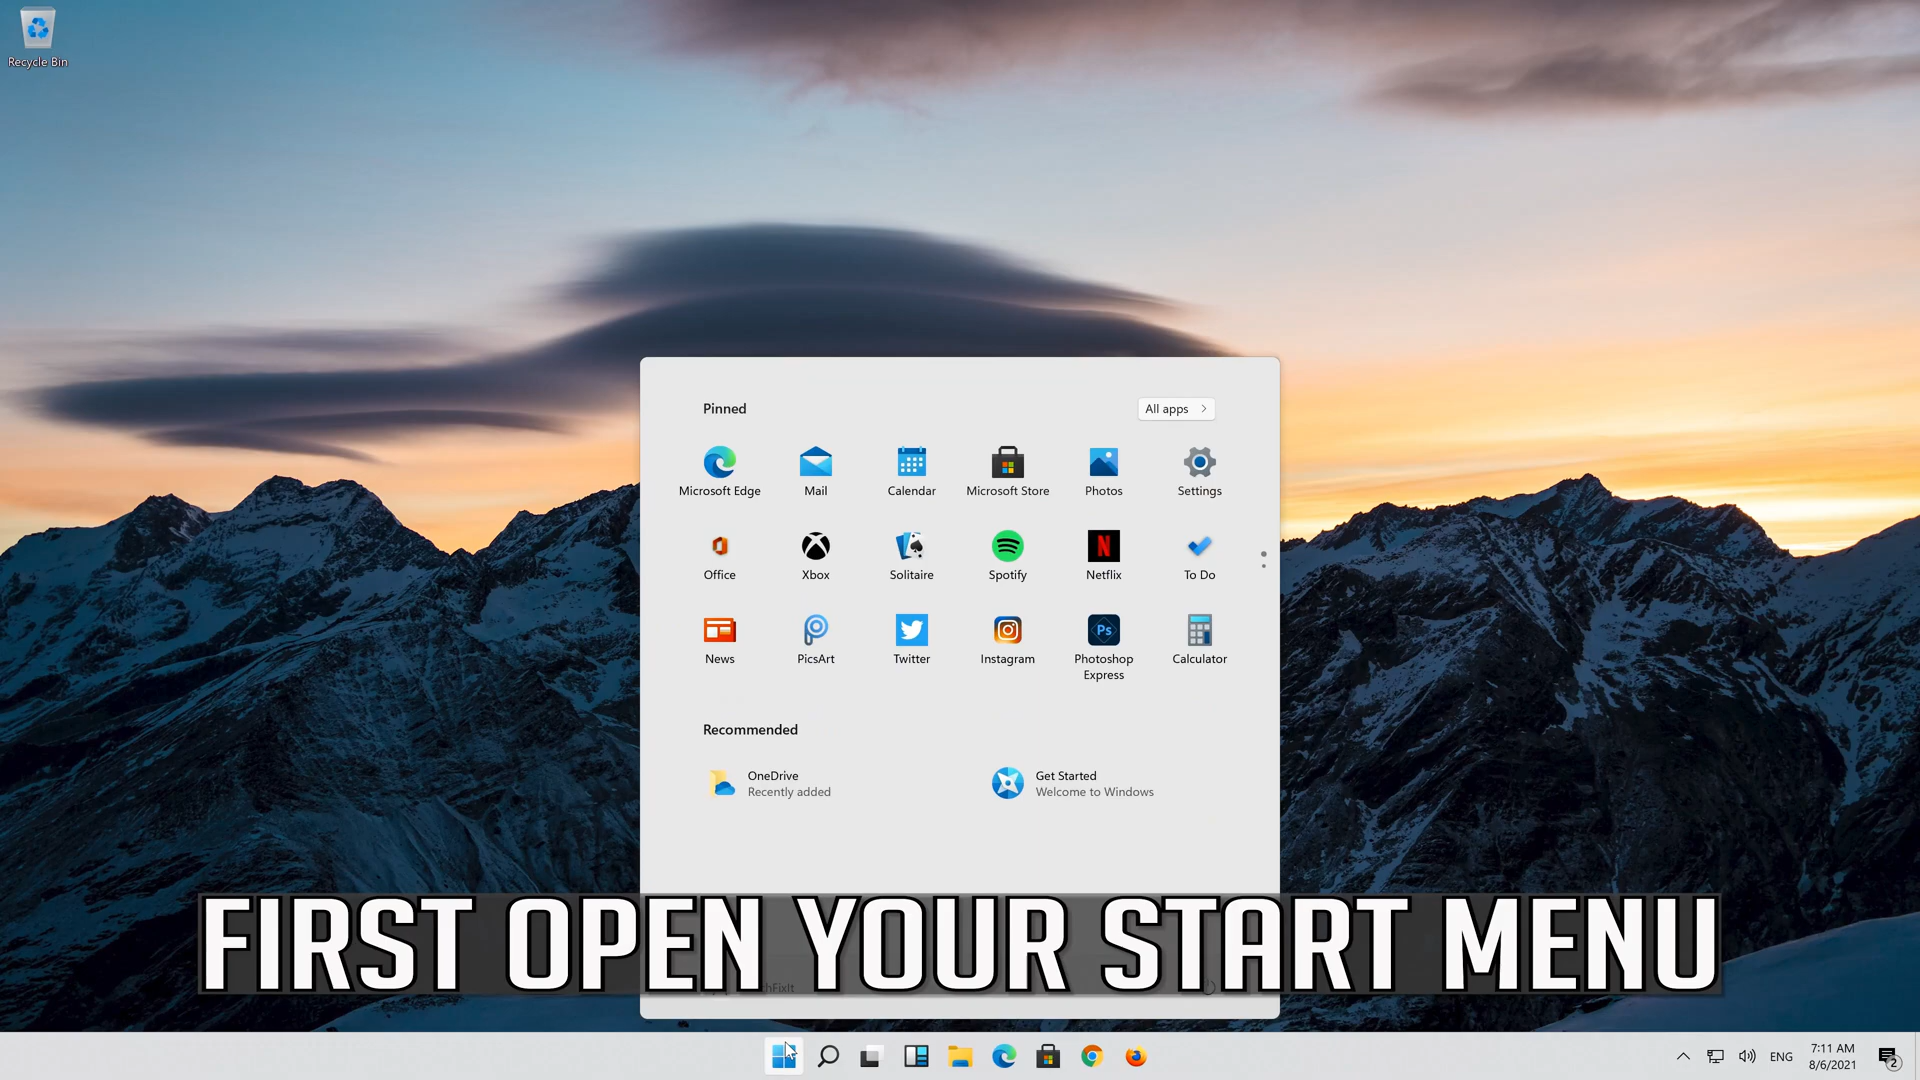 Recycle Bin
Pinned
All apps
Microsoft Edge
Mail
Calendar
Microsoft Store
Photos
Settings
Office
Xbox
Solitaire
Spotify
Netflix
To Do
News
PicsArt
Twitter
Instagram
Photoshop
Express
Calculator
Recommended
OneDrive
Recently added
Get Started
Welcome to Windows
FIRST OPEN YOUR START MENU
ENG
7:11 AM
8/6/2021
2